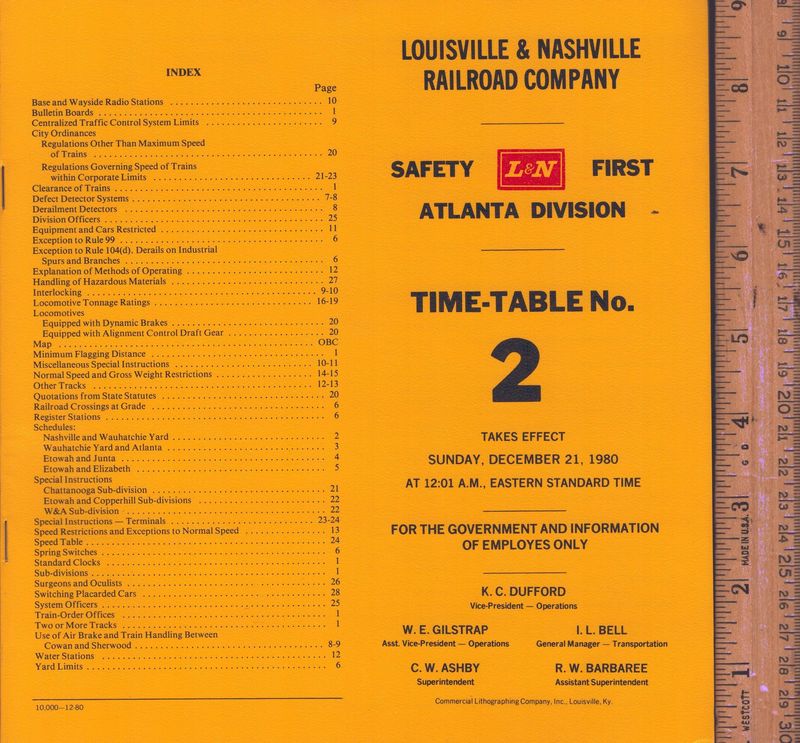 INDEX
Page
Base and Wayside Radio Stations 10
Bulletin Boards 1
Centralized Traffic Control System Limits 9
City Ordinances
Regulations Other Than Maximum Speed
of Trains 20
Regulations Governing Speed of Trains
within Corporate Limits 21-23
Clearance of Trains 1
Defect Detector Systems 7-8
Derailment Detectors 8
Division Officers 25
Equipment and Cars Restricted 11
Exception to Rule 99 6
Exception to Rule 104(d). Derails on Industrial
Spurs and Branches 6
Explanation of Methods of Operating 12
Handling of Hazardous Materials 27
Interlocking 9-10
Locomotive Tonnage Ratings 16-19
Locomotives
Equipped with Dynamic Brakes 20
Equipped with Alignment Control Draft Gear 20
Map OBC
Minimum Flagging Distance 1
Miscellaneous Special Instructions 10-11
Normal Speed and Gross Weight Restrictions 14-15
Other Tracks 12-13
Quotations from State Statutes 20
Railroad Crossings at Grade 6
Register Stations 6
Schedules:
Nashville and Wauhatchie Yard 2
Wauhatchie Yard and Atlanta 3
Etowah and Junta 4
Etowah and Elizabeth 5
Special Instructions
Chattanooga Sub-division 21
Etowah and Copperhill Sub-divisions 22
W&A Sub-division 22
Special Instructions — Terminals 23-24
Speed Restrictions and Exceptions to Normal Speed 13
Speed Table 24
Spring Switches 6
Standard Clocks 1
Sub-divisions 1
Surgeons and Oculists 26
Switching Placarded Cars 28
System Officers 25
Train-Order Offices 1
Two or More Tracks 1
Use of Air Brake and Train Handling Between
Cowan and Sherwood 8-9
Water Stations 12
Yard Limits 6
10,000—12-80
LOUISVILLE & NASHVILLE
RAILROAD COMPANY
SAFETY L&N FIRST
ATLANTA DIVISION
TIME-TABLE No.
2
TAKES EFFECT
SUNDAY, DECEMBER 21, 1980
AT 12:01 A.M., EASTERN STANDARD TIME
FOR THE GOVERNMENT AND INFORMATION
OF EMPLOYES ONLY
K. C. DUFFORD
Vice-President — Operations
W. E. GILSTRAP I. L. BELL
Asst. Vice-President — Operations General Manager — Transportation
C. W. ASHBY R. W. BARBAREE
Superintendent Assistant Superintendent
Commercial Lithographing Company, Inc., Louisville, Ky.
9
8
7
6
5
4
3
2
1
MADE IN U.S.A.
WESTCOTT
9
10
11
12
13
14
15
16
17
18
19
20
21
22
23
24
25
26
27
28
29
30